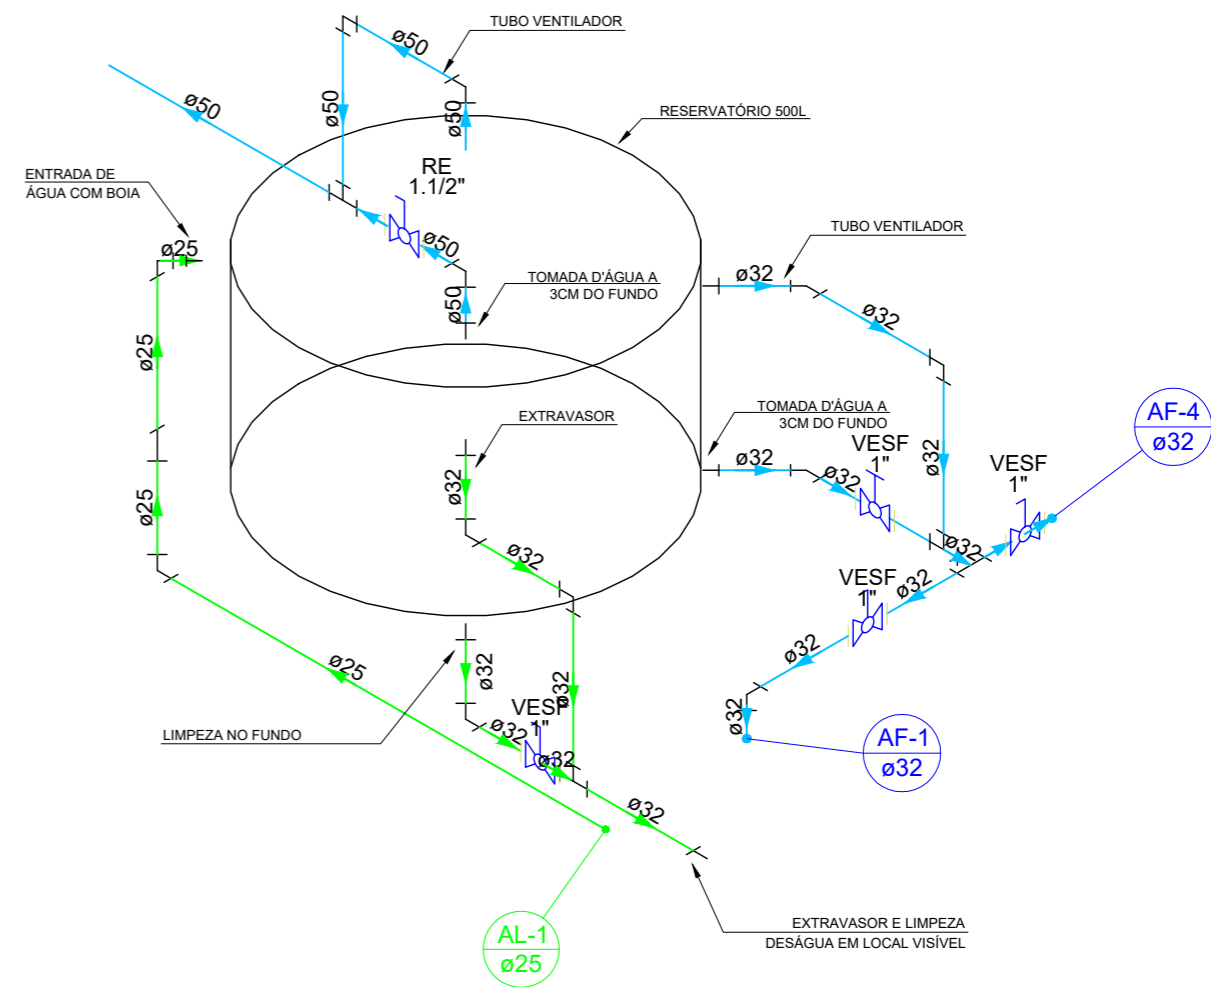 TUBO VENTILADOR
ø50
ø50
ø50
ø50
RESERVATÓRIO 500L
ENTRADA DE
ÁGUA COM BOIA
RE
1.1/2"
ø25
ø50
TOMADA D'ÁGUA A
3CM DO FUNDO
ø50
TUBO VENTILADOR
ø32
ø32
ø25
EXTRAVASOR
TOMADA D'ÁGUA A
3CM DO FUNDO
AF-4
ø32
ø32
VESF
1"
ø32
ø32
VESF
1"
ø32
ø25
ø32
ø32
VESF
1"
ø32
ø32
ø25
ø32
ø32
ø32
VESF
1"
ø32
ø32
LIMPEZA NO FUNDO
ø32
AF-1
ø32
ø32
AL-1
ø25
EXTRAVASOR E LIMPEZA
DESÁGUA EM LOCAL VISÍVEL